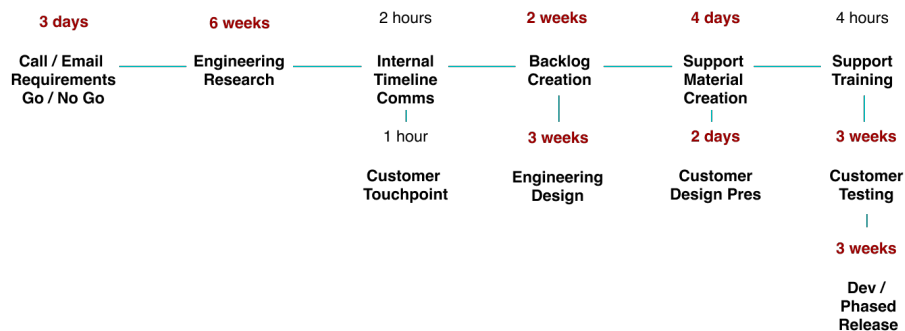 3 days
Call / Email
Requirements
Go / No Go
6 weeks
Engineering
Research
2 hours
Internal
Timeline
Comms
1 hour
Customer
Touchpoint
2 weeks
Backlog
Creation
3 weeks
Engineering
Design
4 days
Support
Material
Creation
2 days
Customer
Design Pres
4 hours
Support
Training
3 weeks
Customer
Testing
3 weeks
Dev /
Phased
Release